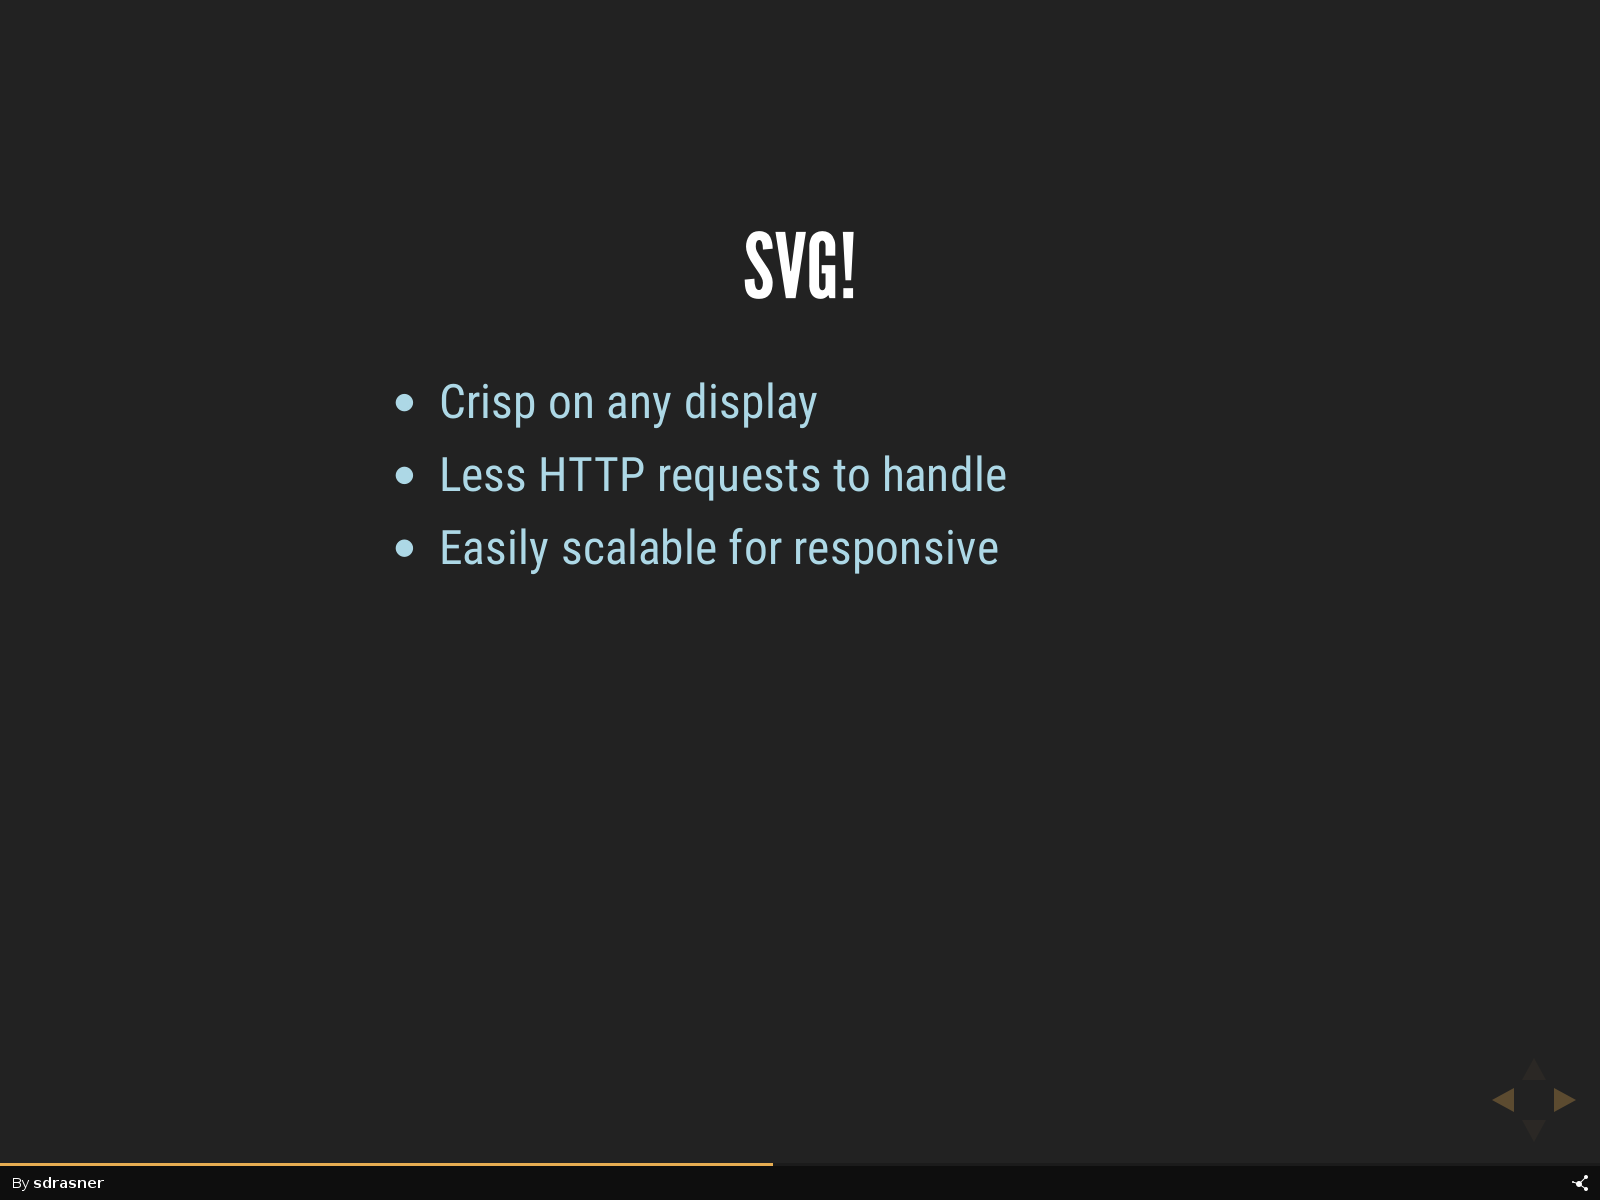 SVG!
• Crisp on any display
• Less HTTP requests to handle
• Easily scalable for responsive
By sdrasner